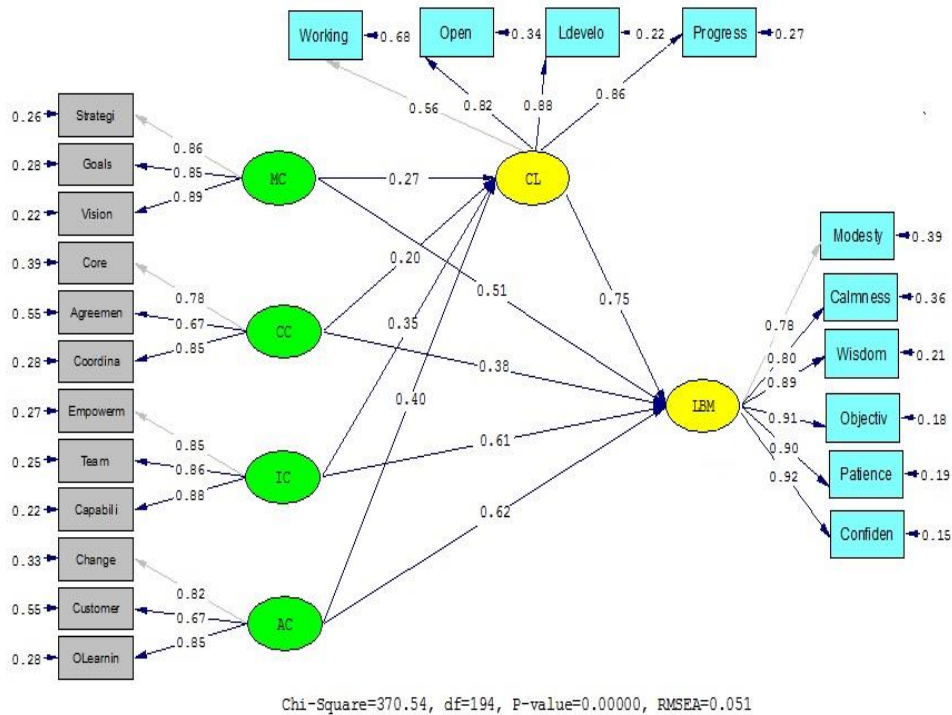 Working 0.68
Open 0.34
Ldevelo 0.22
Progress 0.27
0.56
0.82
0.88
0.86
0.26 Strategi
0.86
0.28 Goals
0.85
0.22 Vision
0.89
MC
0.27
CL
0.39 Core
0.78
0.55 Agreemen
0.67
0.28 Coordina
0.85
CC
0.20
0.51
0.35
0.38
0.40
0.75
0.27 Empowerm
0.85
0.25 Team
0.86
0.22 Capabili
0.88
IC
0.61
0.33 Change
0.82
0.55 Customer
0.67
0.28 OLearnin
0.85
AC
0.62
LBM
Modesty 0.39
0.78
Calmness 0.36
0.80
Wisdom 0.21
0.89
Objectiv 0.18
0.91
Patience 0.19
0.90
Confiden 0.15
0.92
Chi-Square=370.54, df=194, P-value=0.00000, RMSEA=0.051